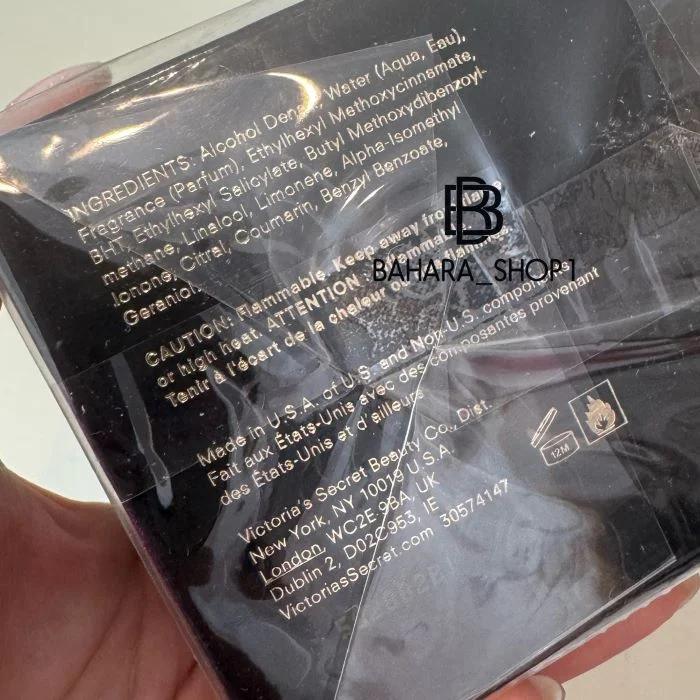 INGREDIENTS: Alcohol Water (Aqua, Eau),
Fragrance (Parfum), Ethylhexyl Methoxycinnamate,
BHT, Ethylhexyl Salicylate, Butyl Methoxydibenzoyl-
methane, Linalool, Limonene, Alpha-Isomethyl
Ionone, Citral, Coumarin, Benzyl Benzoate,
Geraniol
CAUTION: Flammable. Keep away from
or high heat. ATTENTION :
Tenir à l'écart de la chaleur ou
Made in U.S.A. of U.S. and Non-U.S. components
Fait aux États-Unis avec des composantes provenant
des États-Unis et d'ailleurs
Victoria's Secret Beauty Co., Dist.
New York, NY 10019 U.S.A.
London, WC2E 9BA, UK
Dublin 2, D02C953, IE
VictoriasSecret.com 30574147
12M
BAHARA_SHOP1